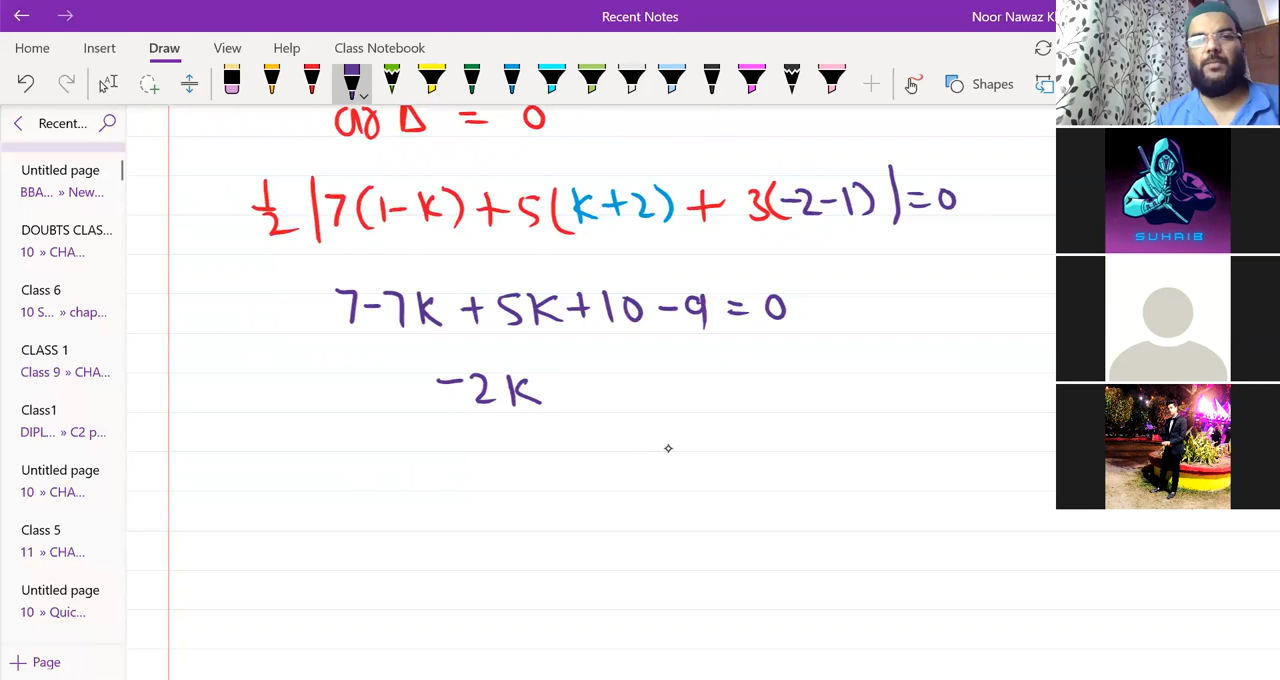 Recent Notes
Noor Nawaz Kh
Home Insert Draw View Help Class Notebook
Shapes
Recent...
Untitled page
BBA... » New...
DOUBTS CLAS...
10 » CHA...
Class 6
10 S... » chap...
CLASS 1
Class 9 » CHA...
Class1
DIPL... » C2 p...
Untitled page
10 » CHA...
Class 5
11 » CHA...
Untitled page
10 » Quic...
+ Page
ar Δ = 0
1/2 |7(1-K)+5(K+2)+3(-2-1)|=0
7-7K+5K+10-9=0
-2K
SUHAIB